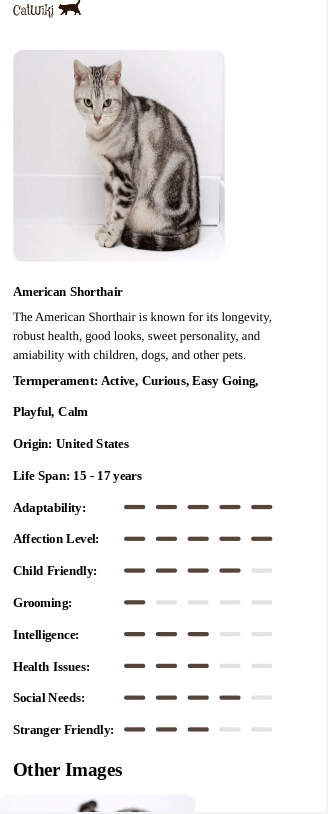 CatWiki
American Shorthair
The American Shorthair is known for its longevity,
robust health, good looks, sweet personality, and
amiability with children, dogs, and other pets.
Termperament: Active, Curious, Easy Going,
Playful, Calm
Origin: United States
Life Span: 15 - 17 years
Adaptability:
Affection Level:
Child Friendly:
Grooming:
Intelligence:
Health Issues:
Social Needs:
Stranger Friendly:
Other Images